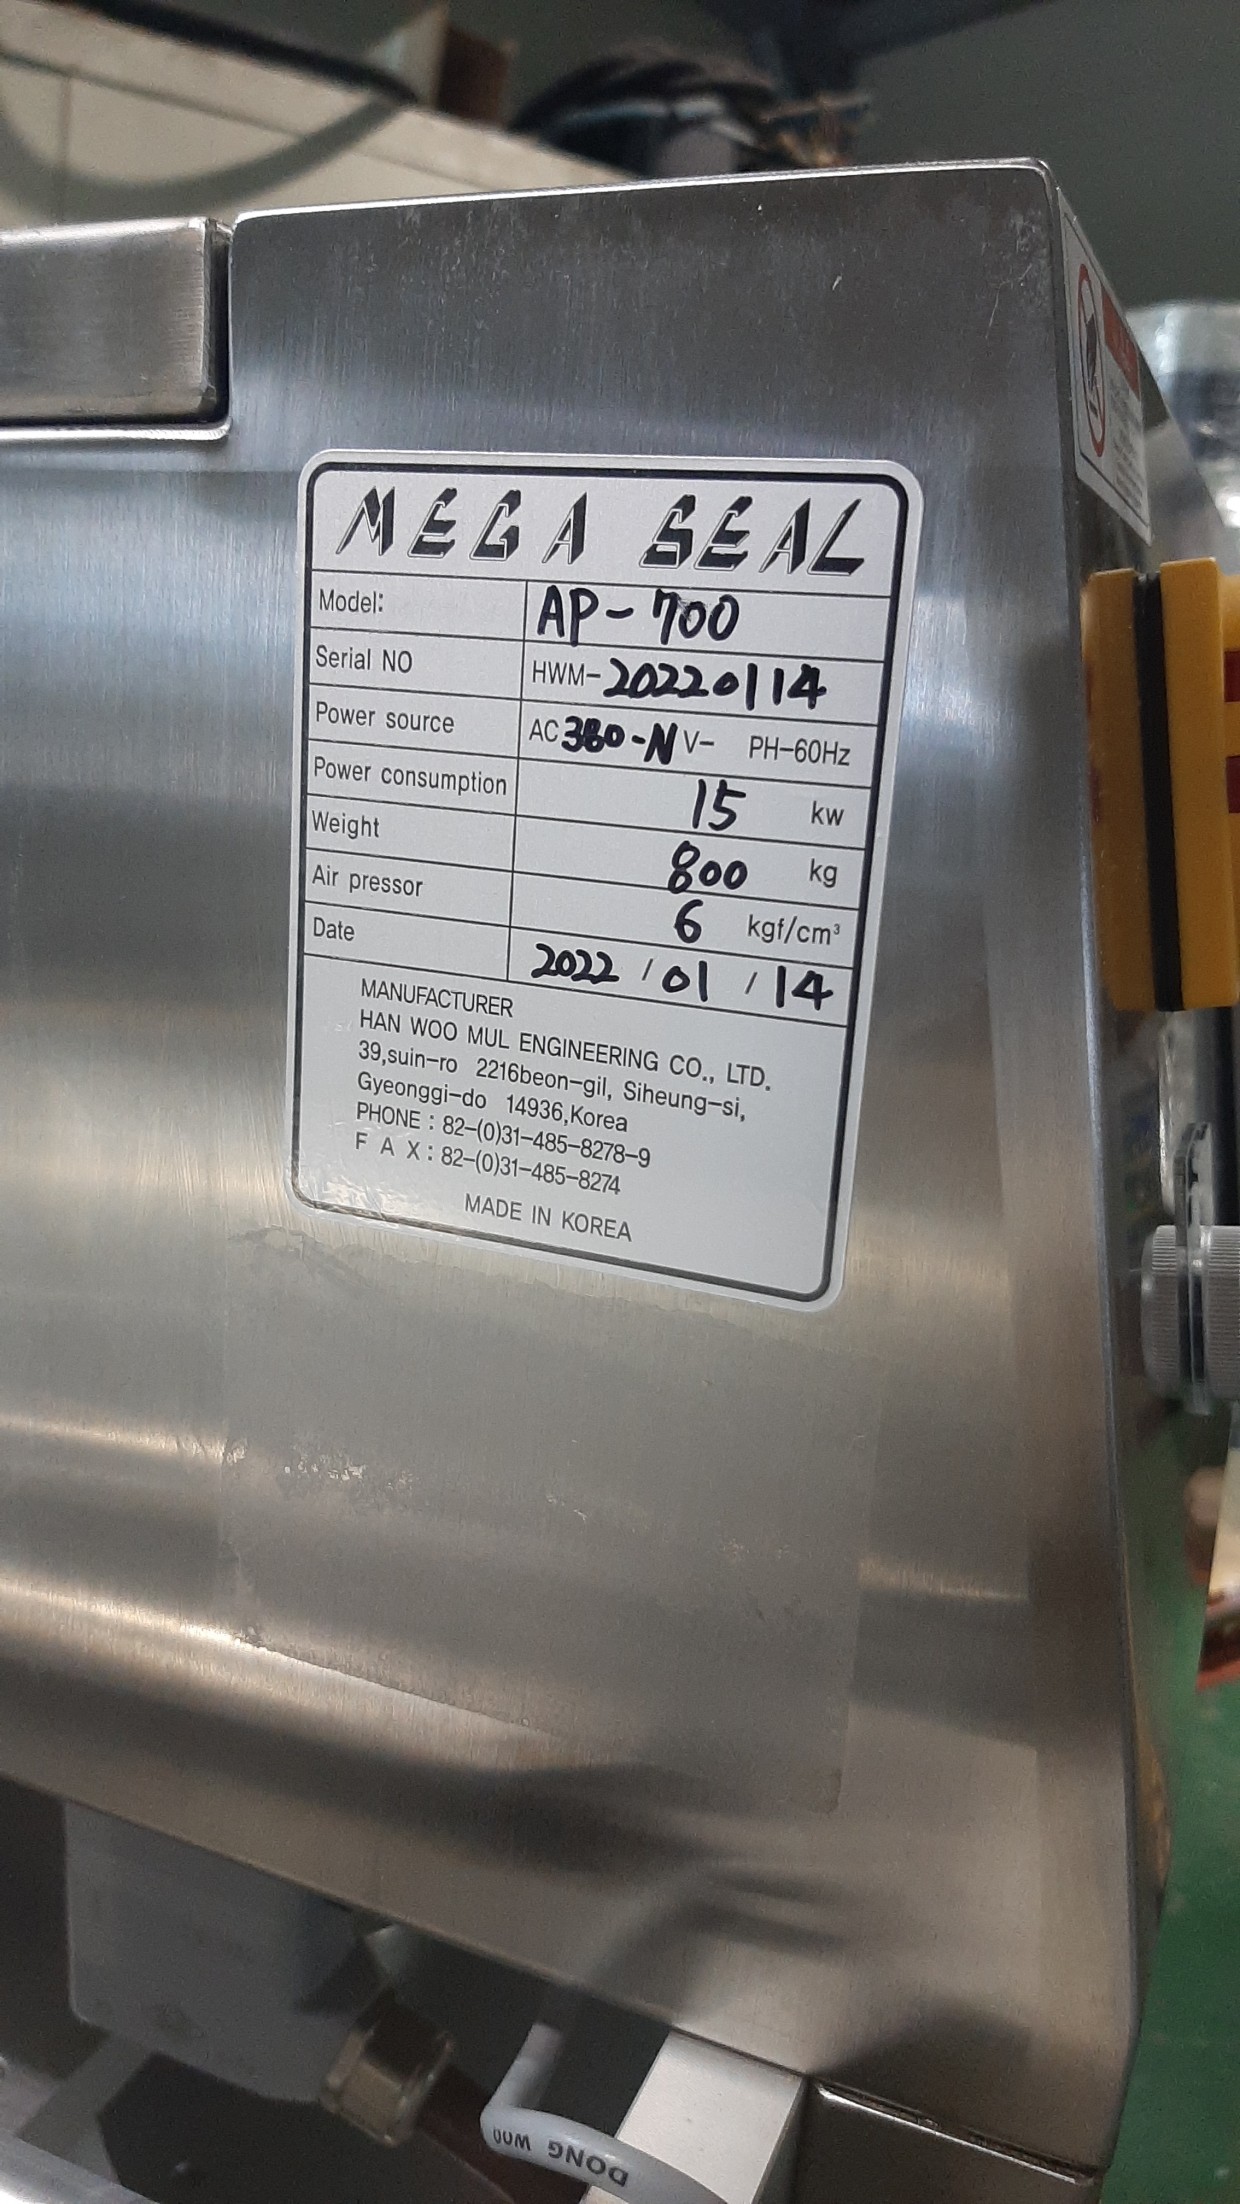 MEGA SEAL
Model: AP-700
Serial NO HWM-20220114
Power source AC 380-N V- PH-60Hz
Power consumption 15 kw
Weight 800 kg
Air pressor 6 kgf/cm³
Date 2022 / 01 / 14
MANUFACTURER
HAN WOO MUL ENGINEERING CO., LTD.
39,suin-ro 2216beon-gil, Siheung-si,
Gyeonggi-do 14936,Korea
PHONE : 82-(0)31-485-8278-9
F A X : 82-(0)31-485-8274
MADE IN KOREA
DONG WOO